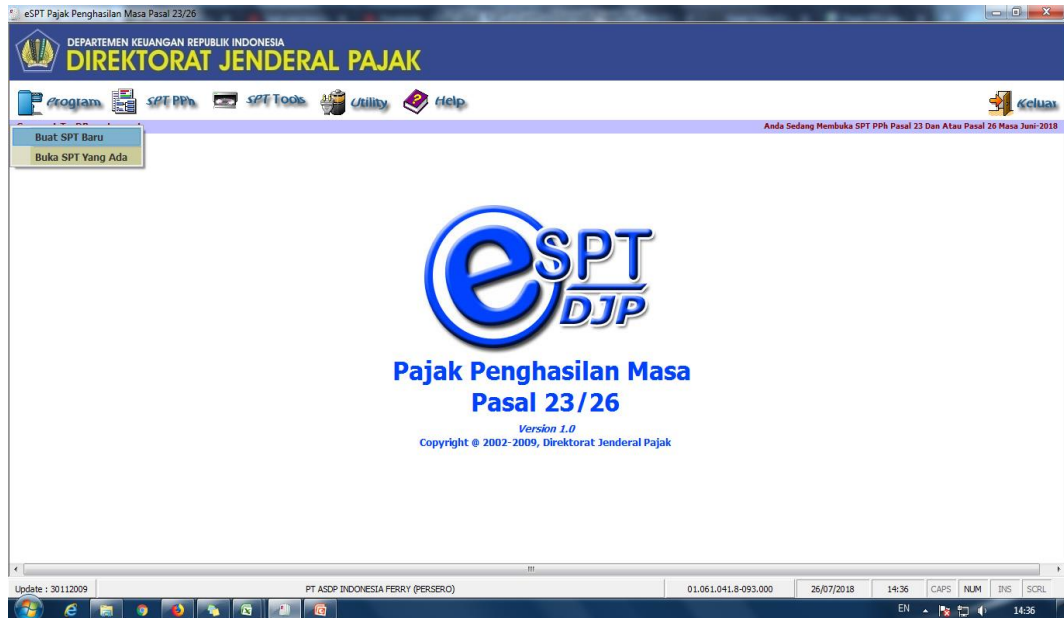 eSPT Pajak Penghasilan Masa Pasal 23/26
DEPARTEMEN KEUANGAN REPUBLIK INDONESIA
DIREKTORAT JENDERAL PAJAK
Program SPT PPh SPT Tools Utility Help Keluar
Anda Sedang Membuka SPT PPh Pasal 23 Dan Atau Pasal 26 Masa Juni-2018
Buat SPT Baru
Buka SPT Yang Ada
eSPT
DJP
Pajak Penghasilan Masa
Pasal 23/26
Version 1.0
Copyright @ 2002-2009, Direktorat Jenderal Pajak
Update : 30112009 PT ASDP INDONESIA FERRY (PERSERO) 01.061.041.8-093.000 26/07/2018 14:36 CAPS NUM INS SCRL
EN 14:36